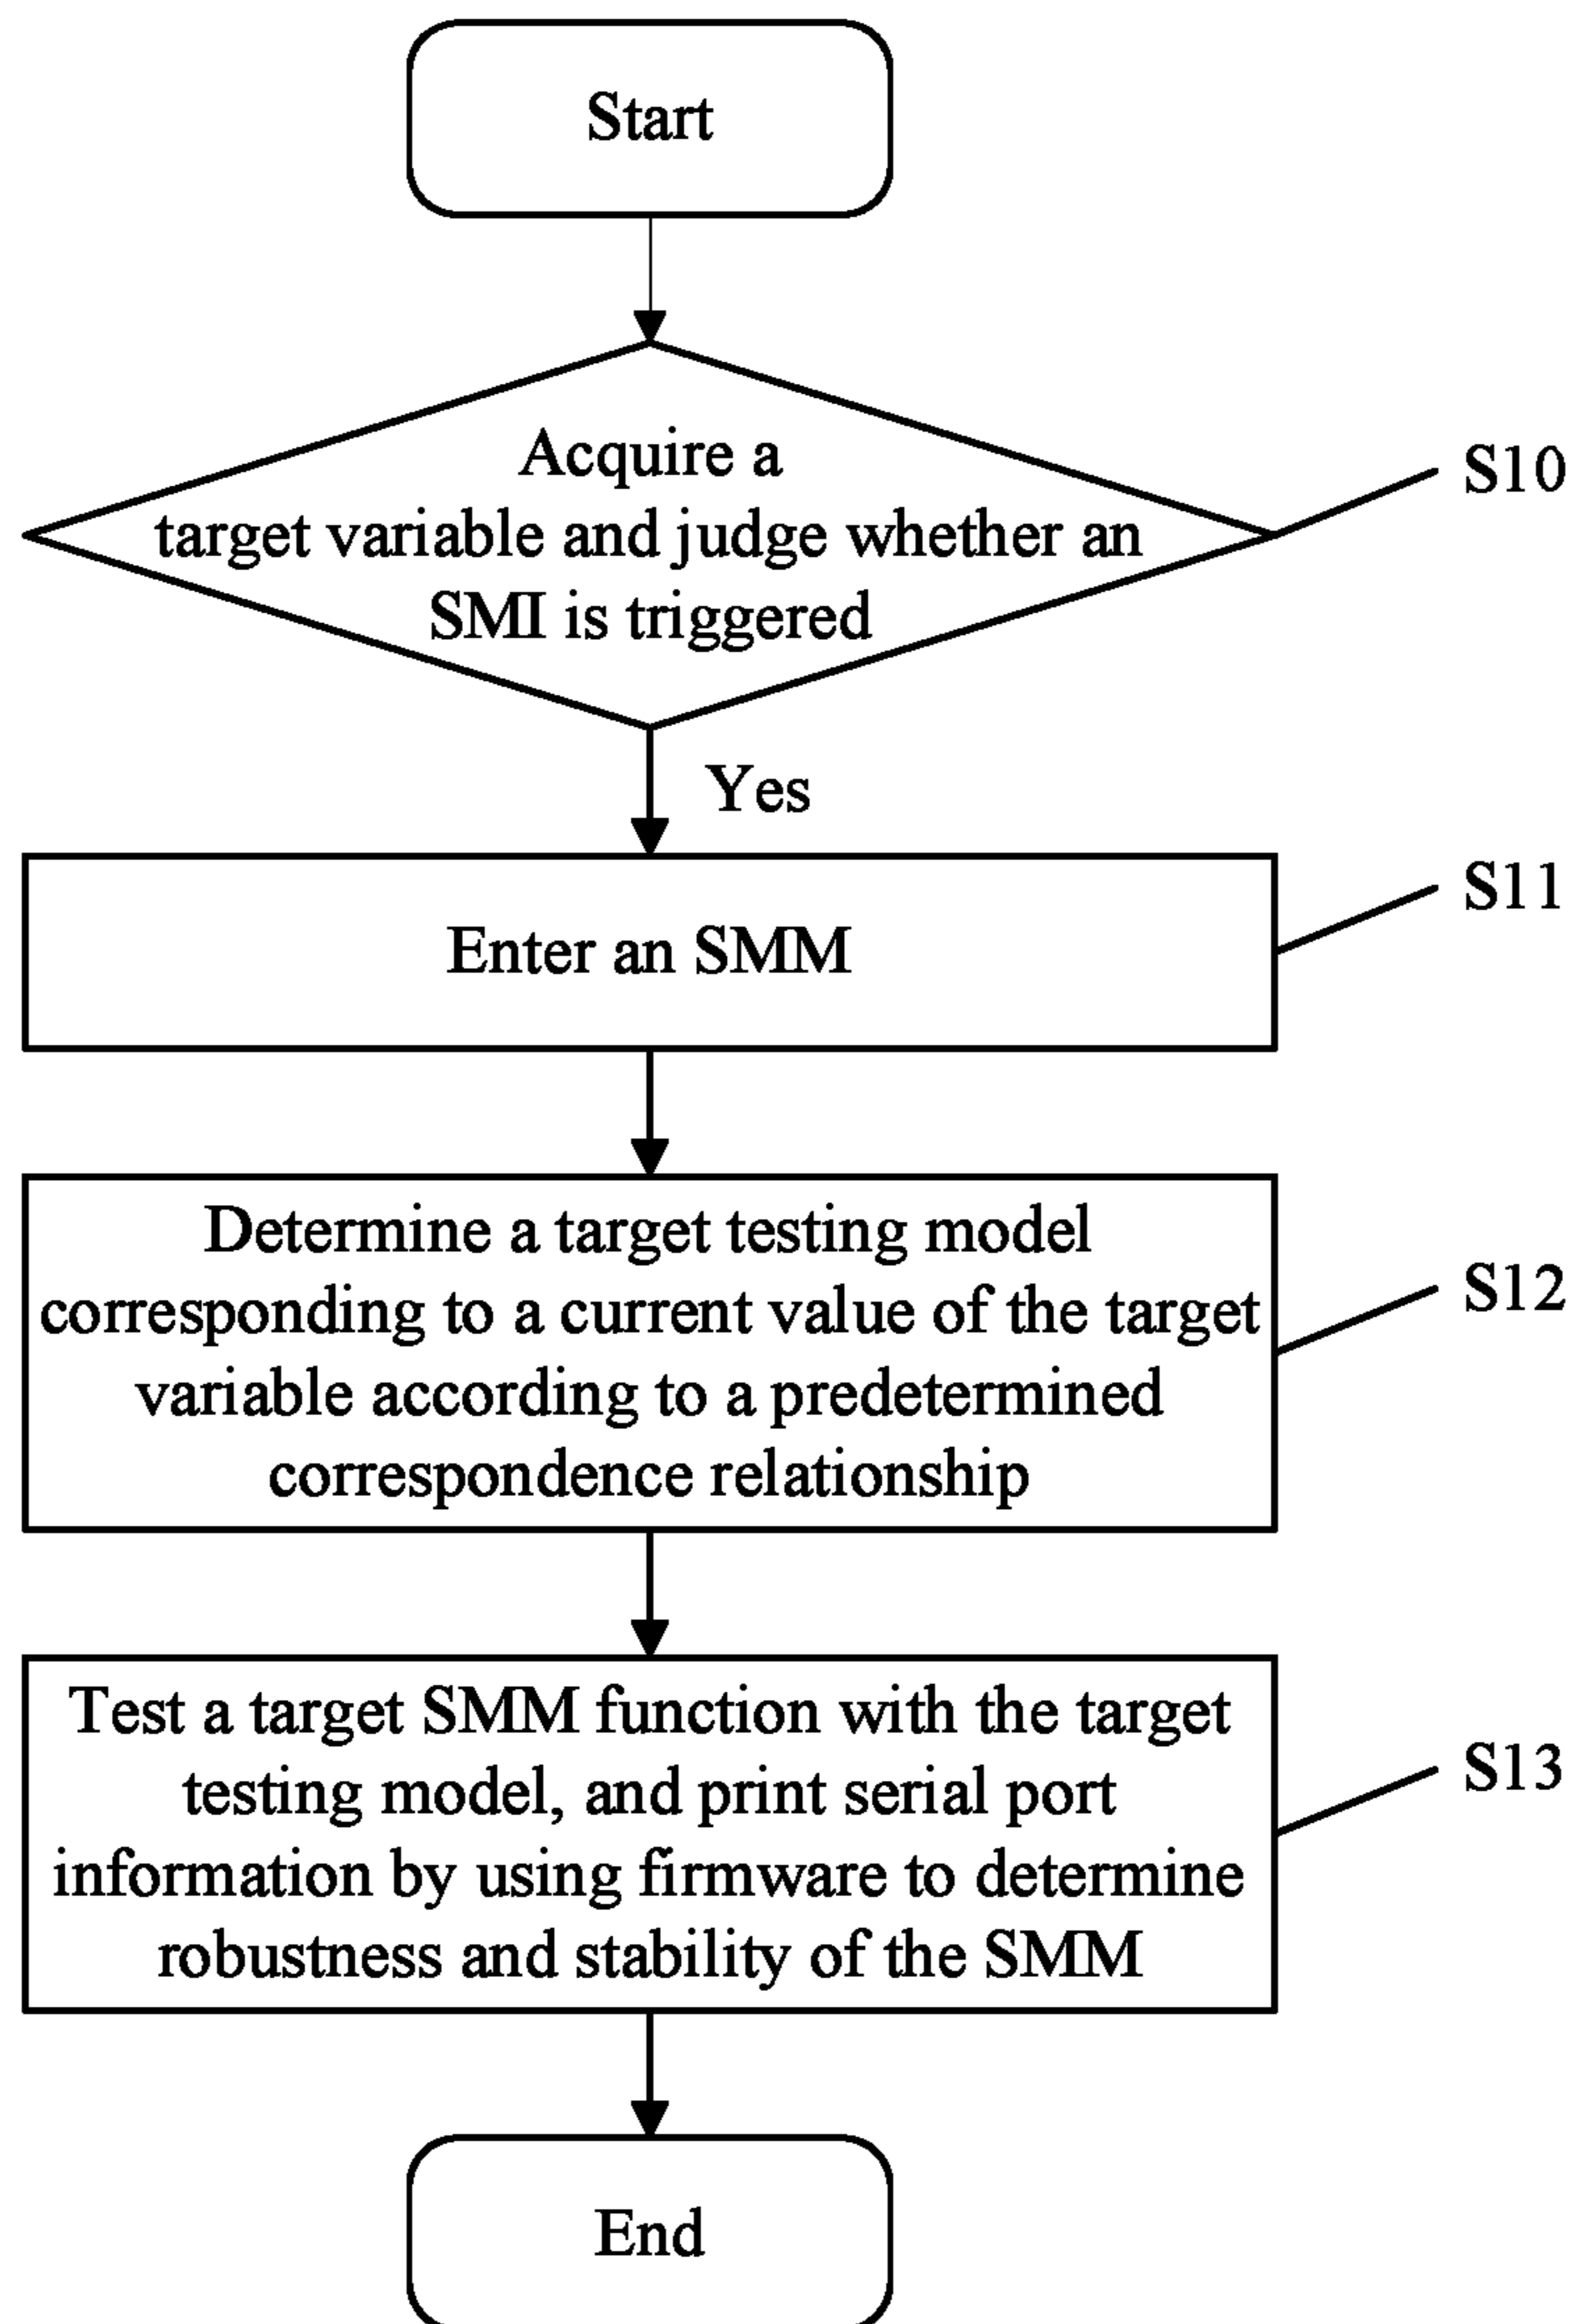 Start
Acquire a
target variable and judge whether an
SMI is triggered
S10
Yes
Enter an SMM
S11
Determine a target testing model
corresponding to a current value of the target
variable according to a predetermined
correspondence relationship
S12
Test a target SMM function with the target
testing model, and print serial port
information by using firmware to determine
robustness and stability of the SMM
S13
End